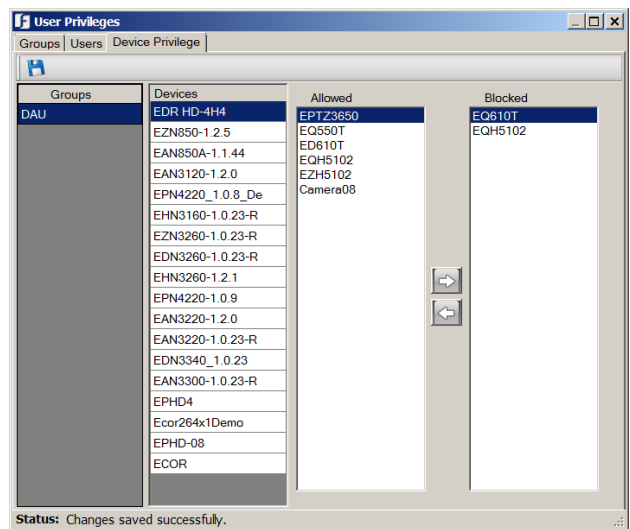 User Privileges
Groups Users Device Privilege
Groups
DAU
Devices
EDR HD-4H4
EZN850-1.2.5
EAN850A-1.1.44
EAN3120-1.2.0
EPN4220_1.0.8_De
EHN3160-1.0.23-R
EZN3260-1.0.23-R
EDN3260-1.0.23-R
EHN3260-1.2.1
EPN4220-1.0.9
EAN3220-1.2.0
EAN3220-1.0.23-R
EDN3340_1.0.23
EAN3300-1.0.23-R
EPHD4
Ecor264x1Demo
EPHD-08
ECOR
Allowed
EPTZ3650
EQ550T
ED610T
EQH5102
EZH5102
Camera08
Blocked
EQ610T
EQH5102
Status: Changes saved successfully.